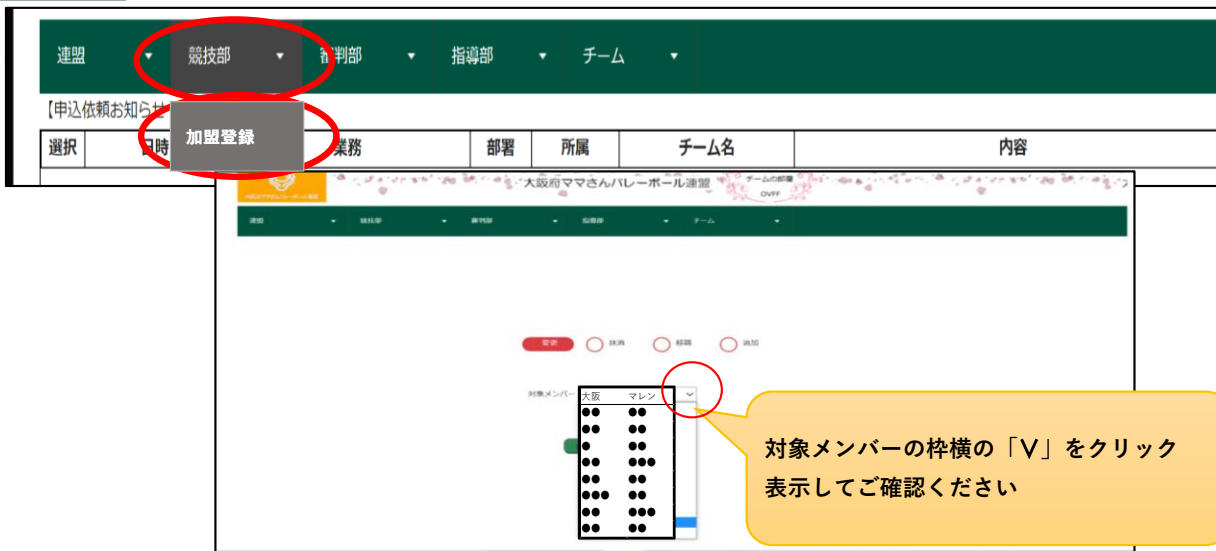 連盟 ▼ 競技部 ▼ 審判部 ▼ 指導部 ▼ チーム ▼
【申込依頼お知らせ
加盟登録
選択 日時 業務 部署 所属 チーム名 内容
大阪府ママさんバレーボール連盟
チームの部屋
OVFF
連盟 ▼ 競技部 ▼ 審判部 ▼ 指導部 ▼ チーム ▼
変更 抹消 移籍 追加
対象メンバー
大阪 マレン
対象メンバーの枠横の「V」をクリック
表示してご確認ください